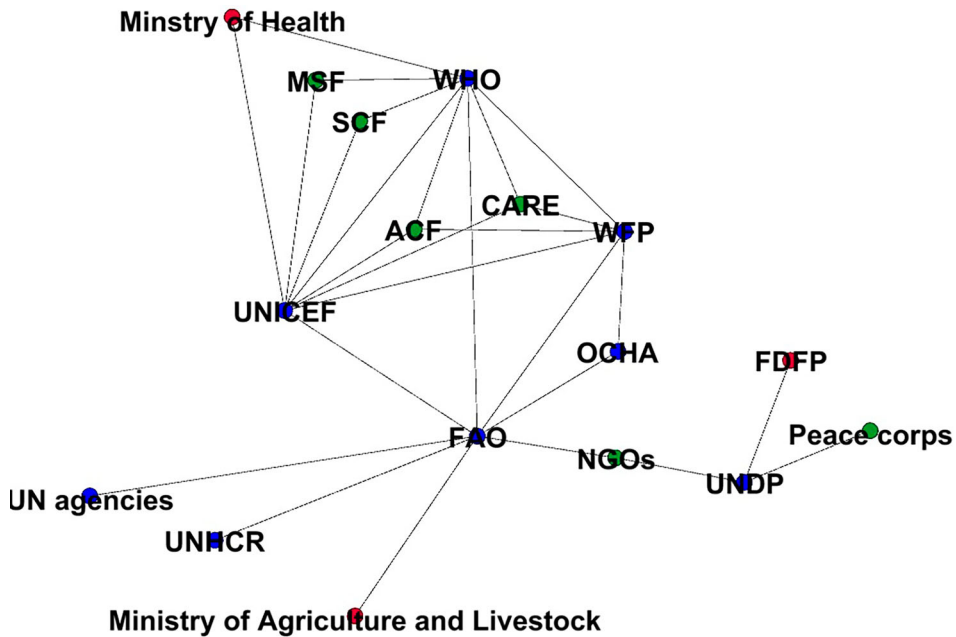 Minstry of Health
MSF
WHO
SCF
CARE
ACF
WFP
UNICEF
OCHA
FDFP
Peace corps
FAO
NGOs
UNDP
UN agencies
UNHCR
Ministry of Agriculture and Livestock